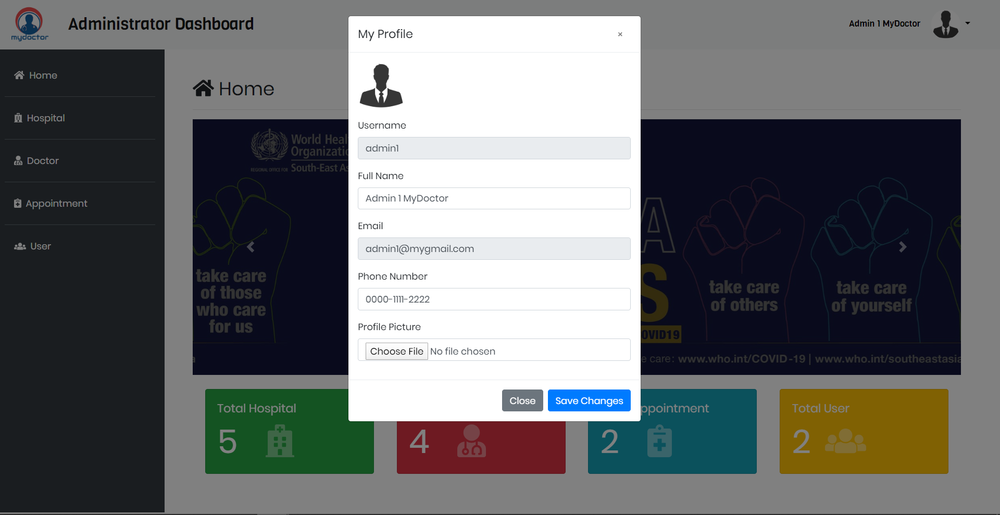 mydoctor
Administrator Dashboard
Admin 1 MyDoctor
Home
Hospital
Doctor
Appointment
User
Home
World Heal
Organizatio
REGIONAL OFFICE FOR South-East As
take care
of those
who care
for us
A
S
OVID19
take care
of others
take care
of yourself
a
e care: www.who.int/COVID-19 | www.who.int/southeastasia
My Profile
×
Username
admin1
Full Name
Admin 1 MyDoctor
Email
admin1@mygmail.com
Phone Number
0000-1111-2222
Profile Picture
Choose File No file chosen
Close Save Changes
Total Hospital
5
4
ppointment
2
Total User
2